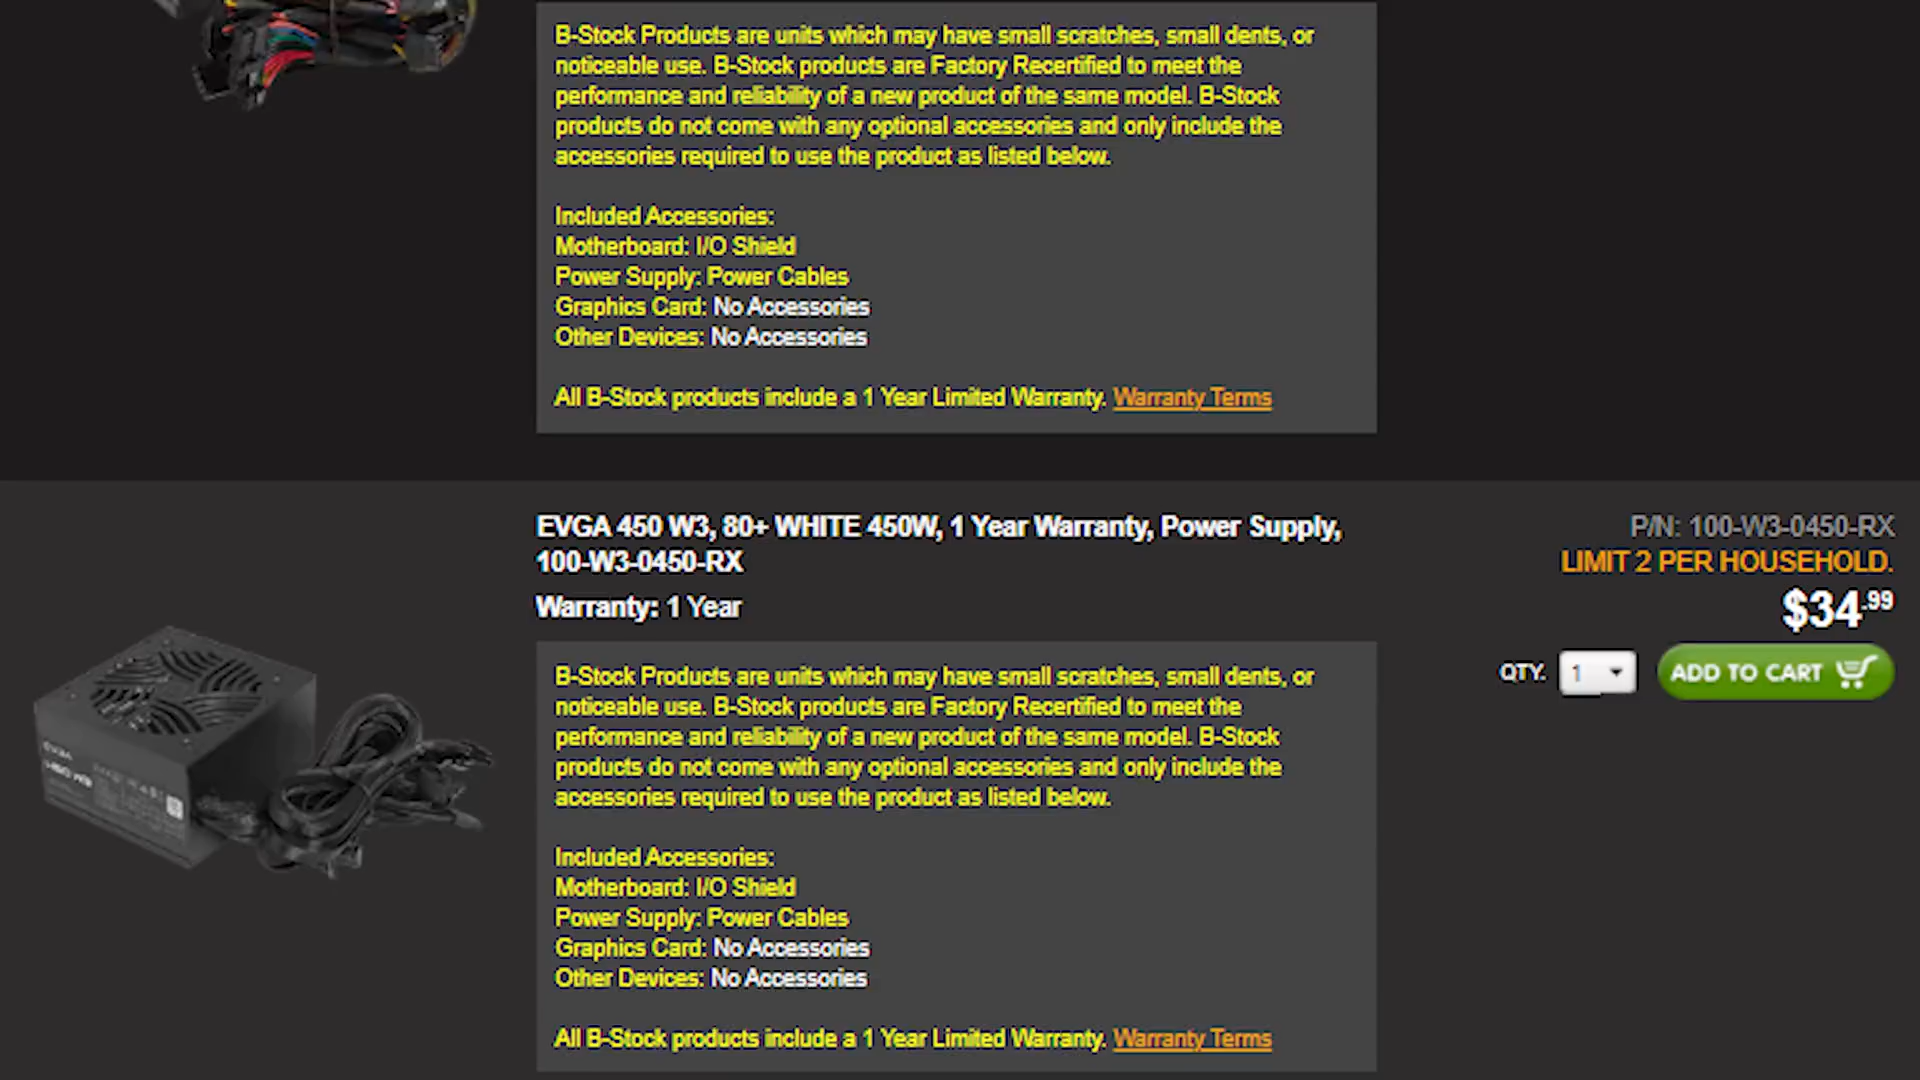 B-Stock Products are units which may have small scratches, small dents, or
noticeable use. B-Stock products are Factory Recertified to meet the
performance and reliability of a new product of the same model. B-Stock
products do not come with any optional accessories and only include the
accessories required to use the product as listed below.
Included Accessories:
Motherboard: I/O Shield
Power Supply: Power Cables
Graphics Card: No Accessories
Other Devices: No Accessories
All B-Stock products include a 1 Year Limited Warranty. Warranty Terms
EVGA 450 W3, 80+ WHITE 450W, 1 Year Warranty, Power Supply,
100-W3-0450-RX
Warranty: 1 Year
P/N: 100-W3-0450-RX
LIMIT 2 PER HOUSEHOLD.
$34.99
QTY. 1 ADD TO CART
EVGA
450 W3
B-Stock Products are units which may have small scratches, small dents, or
noticeable use. B-Stock products are Factory Recertified to meet the
performance and reliability of a new product of the same model. B-Stock
products do not come with any optional accessories and only include the
accessories required to use the product as listed below.
Included Accessories:
Motherboard: I/O Shield
Power Supply: Power Cables
Graphics Card: No Accessories
Other Devices: No Accessories
All B-Stock products include a 1 Year Limited Warranty. Warranty Terms